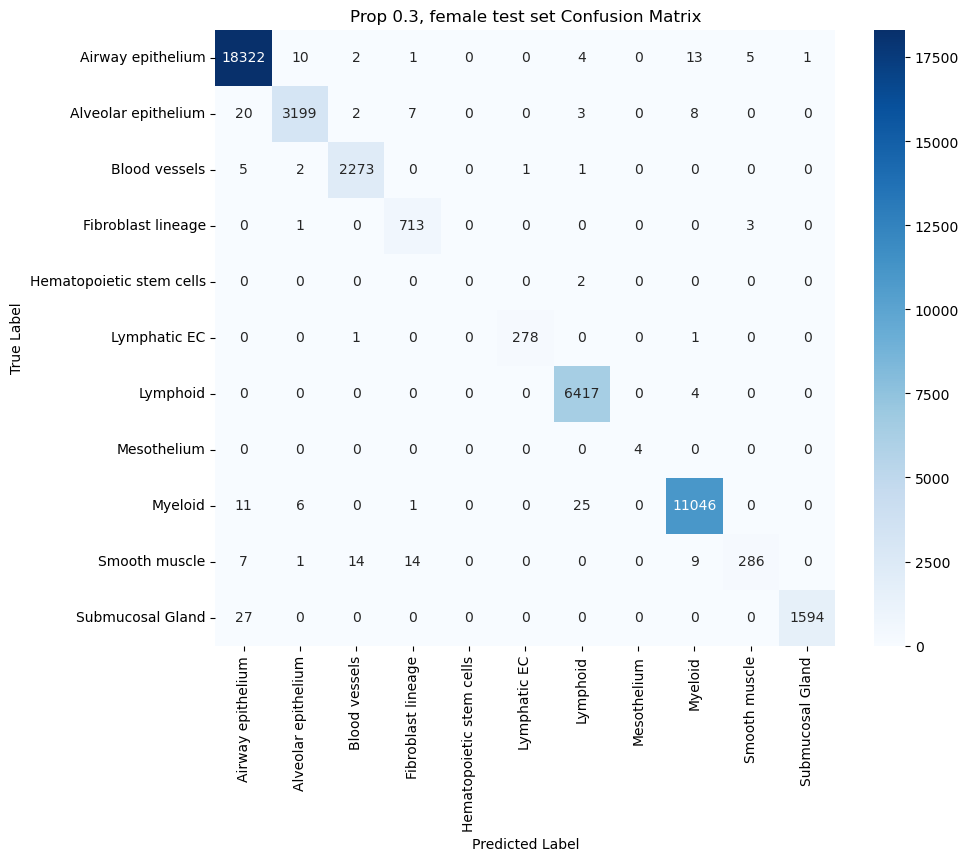 Prop 0.3, female test set Confusion Matrix
Airway epithelium 18322 10 2 1 0 0 4 0 13 5 1
Alveolar epithelium 20 3199 2 7 0 0 3 0 8 0 0
Blood vessels 5 2 2273 0 0 1 1 0 0 0 0
Fibroblast lineage 0 1 0 713 0 0 0 0 0 3 0
Hematopoietic stem cells 0 0 0 0 0 0 2 0 0 0 0
Lymphatic EC 0 0 1 0 0 278 0 0 1 0 0
Lymphoid 0 0 0 0 0 0 6417 0 4 0 0
Mesothelium 0 0 0 0 0 0 0 4 0 0 0
Myeloid 11 6 0 1 0 0 25 0 11046 0 0
Smooth muscle 7 1 14 14 0 0 0 0 9 286 0
Submucosal Gland 27 0 0 0 0 0 0 0 0 0 1594
True Label
Airway epithelium
Alveolar epithelium
Blood vessels
Fibroblast lineage
Hematopoietic stem cells
Lymphatic EC
Lymphoid
Mesothelium
Myeloid
Smooth muscle
Submucosal Gland
Predicted Label
17500
15000
12500
10000
7500
5000
2500
0